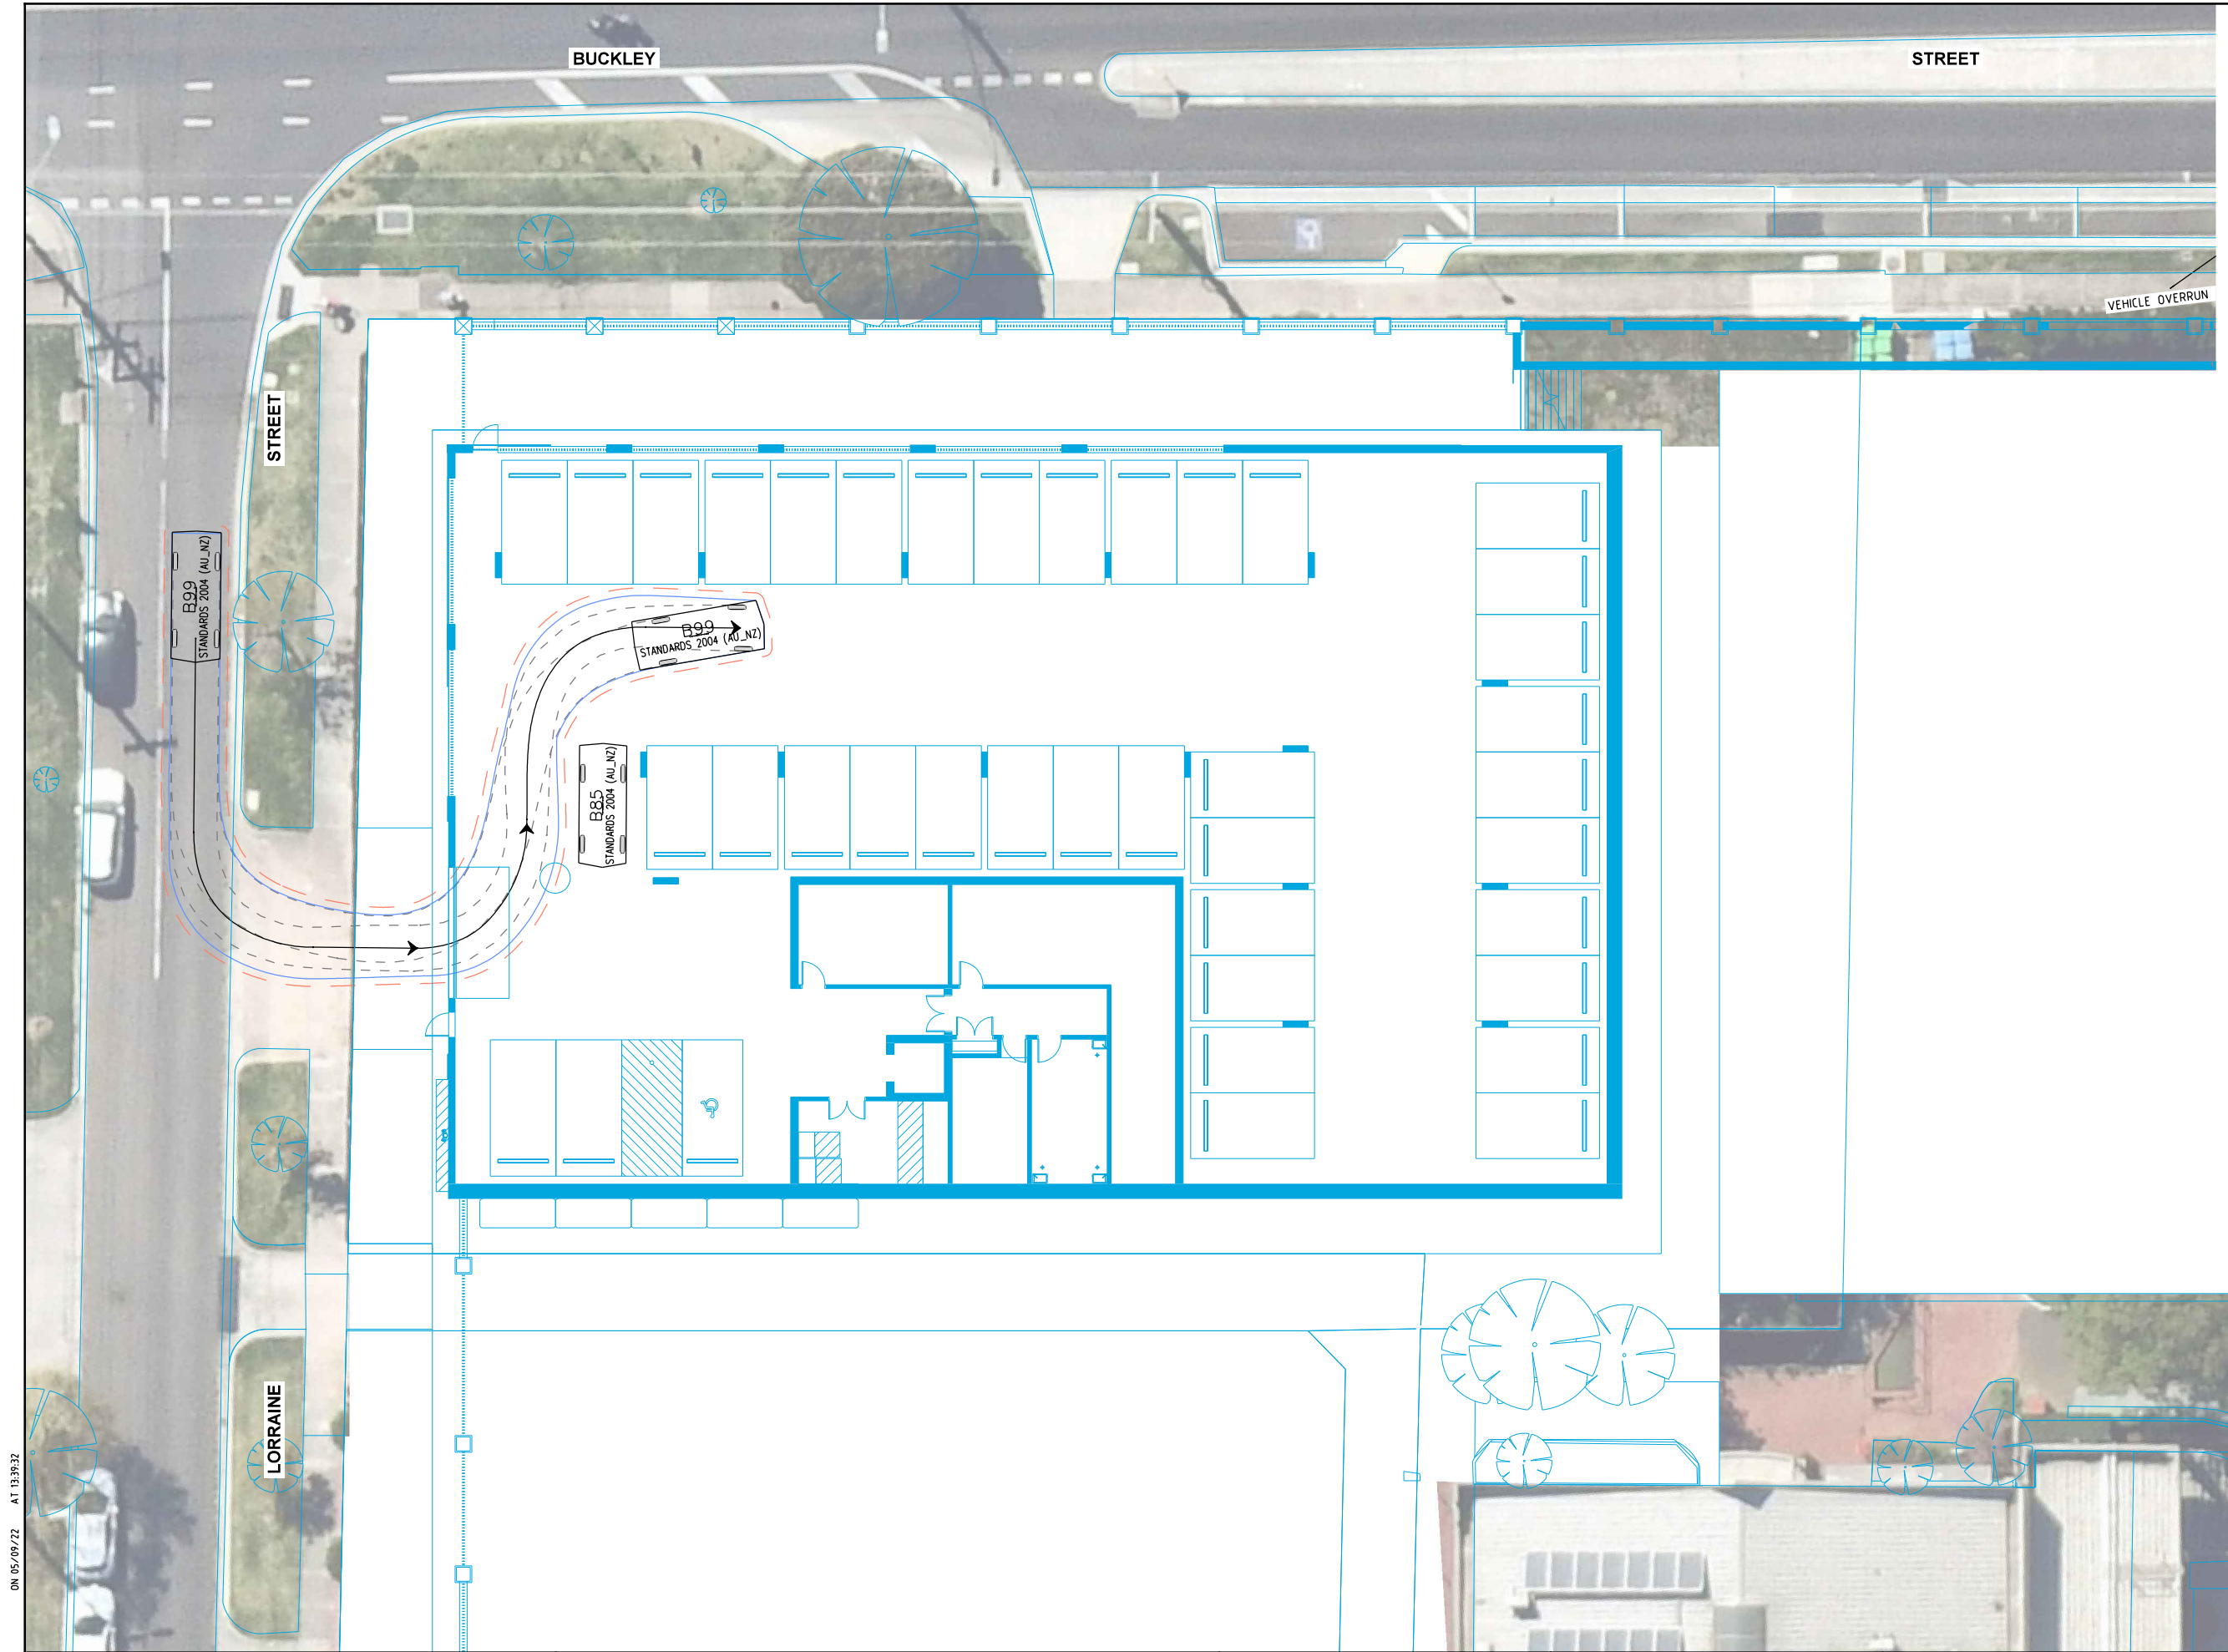 BUCKLEY
STREET
VEHICLE OVERRUN
STREET
B99
STANDARDS 2004 (AU_NZ)
B99
STANDARDS 2004 (AU_NZ)
B85
STANDARDS 2004 (AU_NZ)
LORRAINE
ON 05/09/22 AT 13:39:32